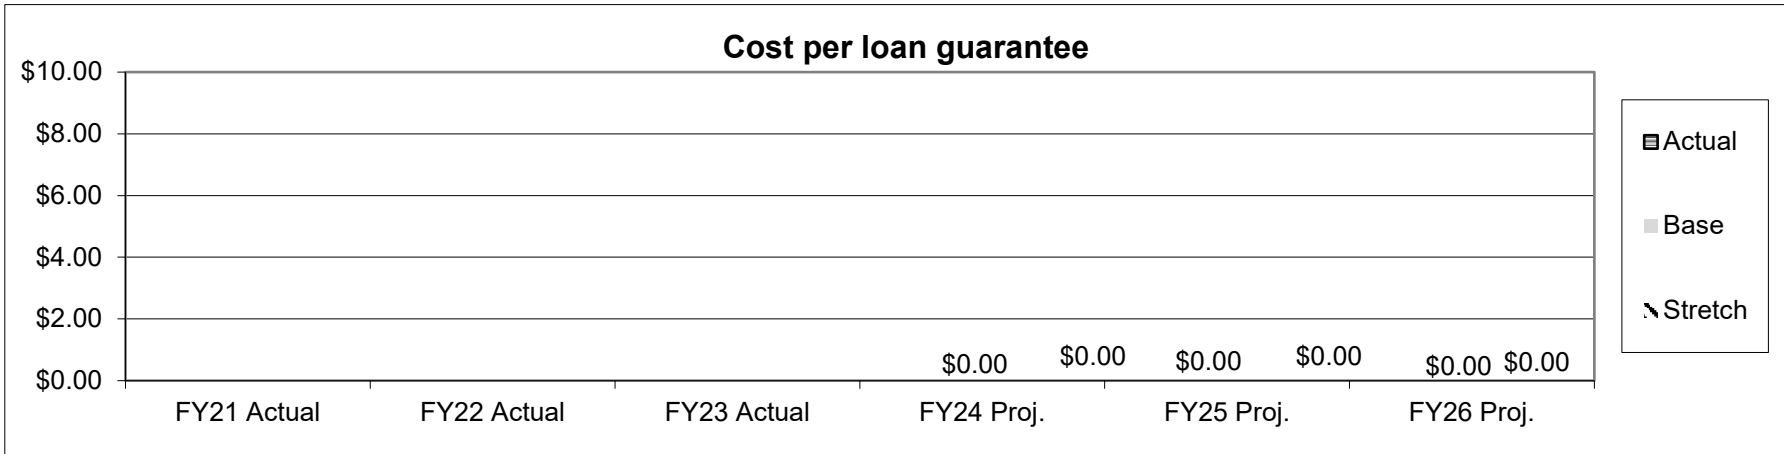 Cost per loan guarantee
$10.00
$8.00
$6.00
$4.00
$2.00
$0.00
$0.00 $0.00 $0.00 $0.00 $0.00 $0.00
FY21 Actual FY22 Actual FY23 Actual FY24 Proj. FY25 Proj. FY26 Proj.
Actual
Base
Stretch